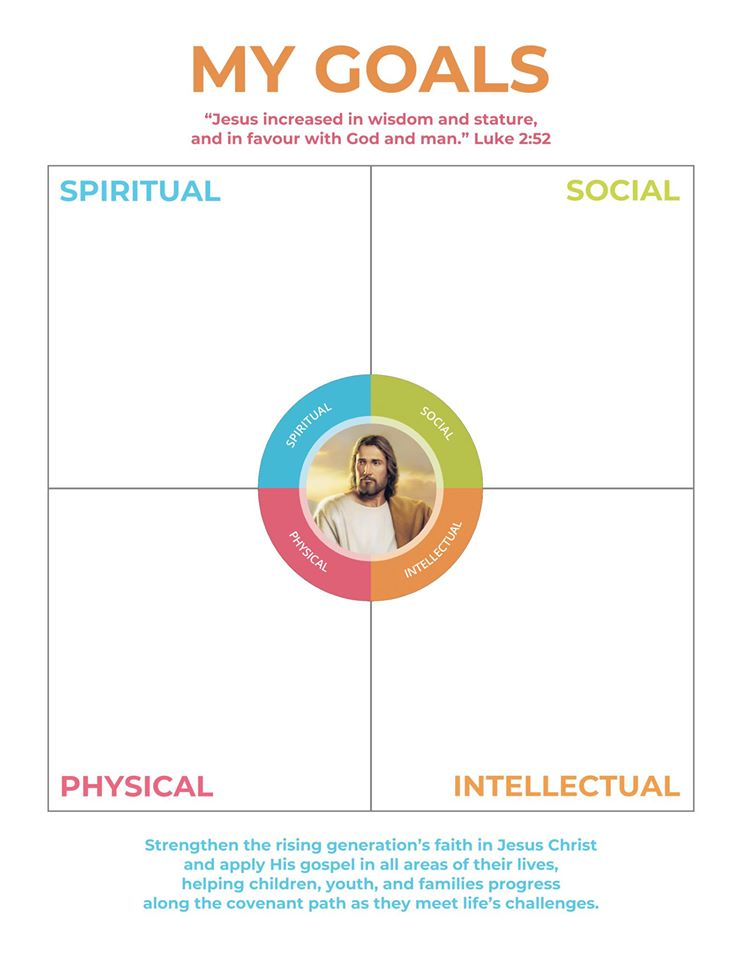 MY GOALS
“Jesus increased in wisdom and stature,
and in favour with God and man.” Luke 2:52
SPIRITUAL
SOCIAL
SPIRITUAL
SOCIAL
PHYSICAL
INTELLECTUAL
PHYSICAL
INTELLECTUAL
Strengthen the rising generation’s faith in Jesus Christ
and apply His gospel in all areas of their lives,
helping children, youth, and families progress
along the covenant path as they meet life’s challenges.